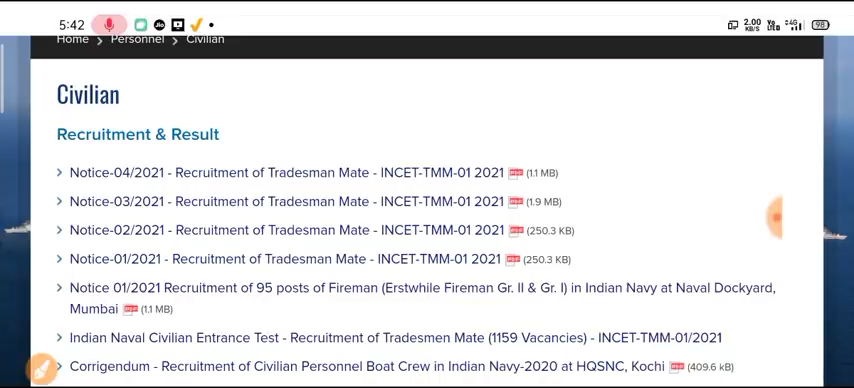 5:42 Jio 2.00 KB/S Vo LTE 4G 98
Home > Personnel > Civilian
Civilian
Recruitment & Result
Notice-04/2021 - Recruitment of Tradesman Mate - INCET-TMM-01 2021 (1.1 MB)
Notice-03/2021 - Recruitment of Tradesman Mate - INCET-TMM-01 2021 (1.9 MB)
Notice-02/2021 - Recruitment of Tradesman Mate - INCET-TMM-01 2021 (250.3 KB)
Notice-01/2021 - Recruitment of Tradesman Mate - INCET-TMM-01 2021 (250.3 KB)
Notice 01/2021 Recruitment of 95 posts of Fireman (Erstwhile Fireman Gr. II & Gr. I) in Indian Navy at Naval Dockyard,
Mumbai (1.1 MB)
Indian Naval Civilian Entrance Test - Recruitment of Tradesmen Mate (1159 Vacancies) - INCET-TMM-01/2021
Corrigendum - Recruitment of Civilian Personnel Boat Crew in Indian Navy-2020 at HQSNC, Kochi (409.6 kB)